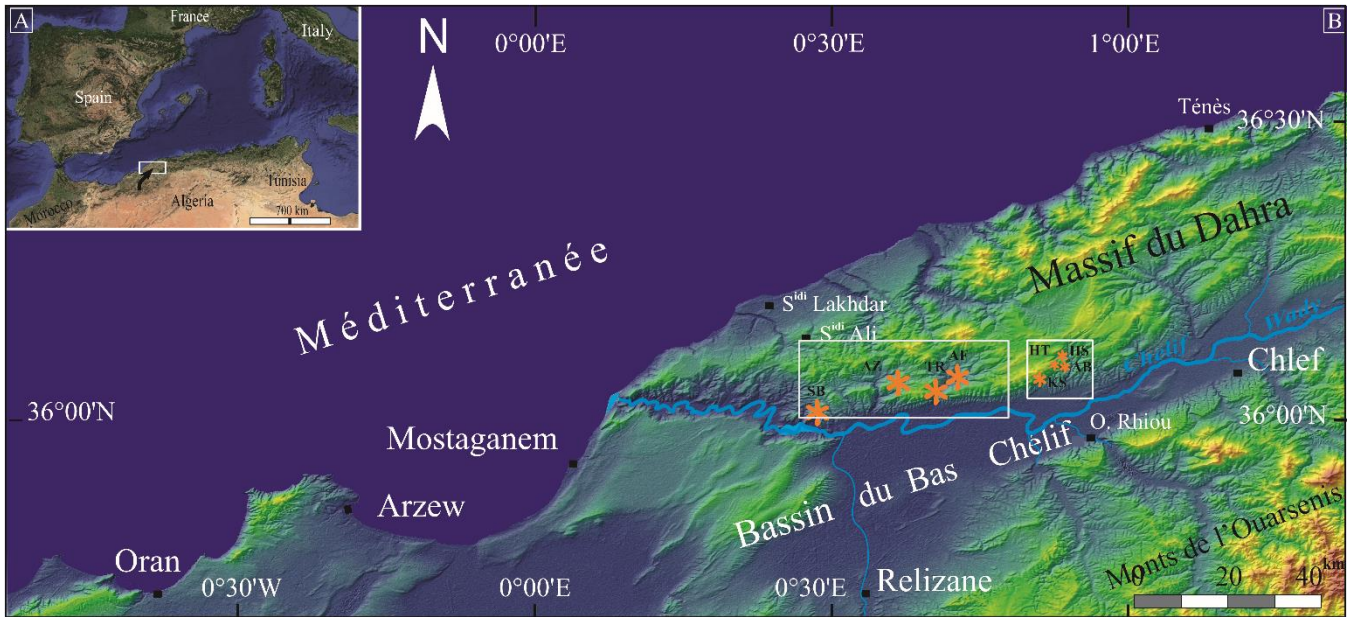 A
France
Italy
Spain
Morocco
Algeria
Tunisia
700 km
B
N
0°00'E
0°30'E
1°00'E
Ténès
36°30'N
Massif du Dahra
Méditerranée
Sidi Lakhdar
Sidi Ali
HT
HS
AZ
TR
AF
AB
KS
SB
Chélif
Wady
Chlef
36°00'N
36°00'N
Mostaganem
O. Rhiou
Bassin du Bas Chélif
Arzew
Monts de l'Ouarsenis
Oran
0°30'W
0°00'E
0°30'E
Relizane
0
20
40
km